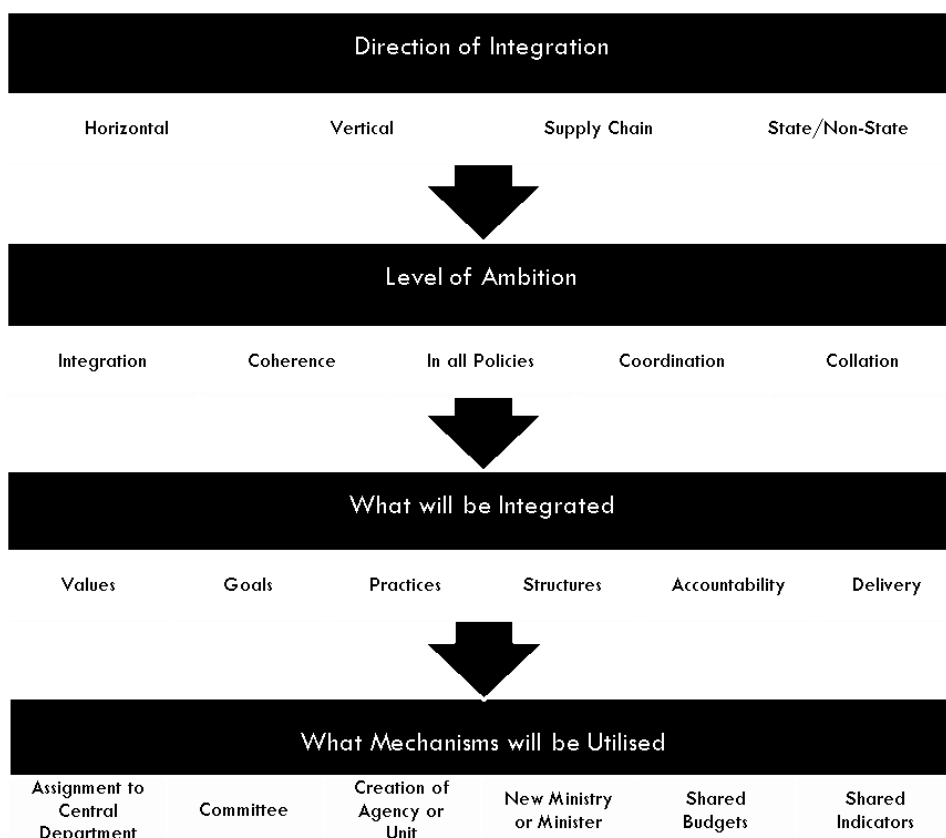 Direction of Integration
Horizontal Vertical Supply Chain State/Non-State
Level of Ambition
Integration Coherence In all Policies Coordination Collation
What will be Integrated
Values Goals Practices Structures Accountability Delivery
What Mechanisms will be Utilised
Assignment to
Central
Department
Committee
Creation of
Agency or
Unit
New Ministry
or Minister
Shared
Budgets
Shared
Indicators